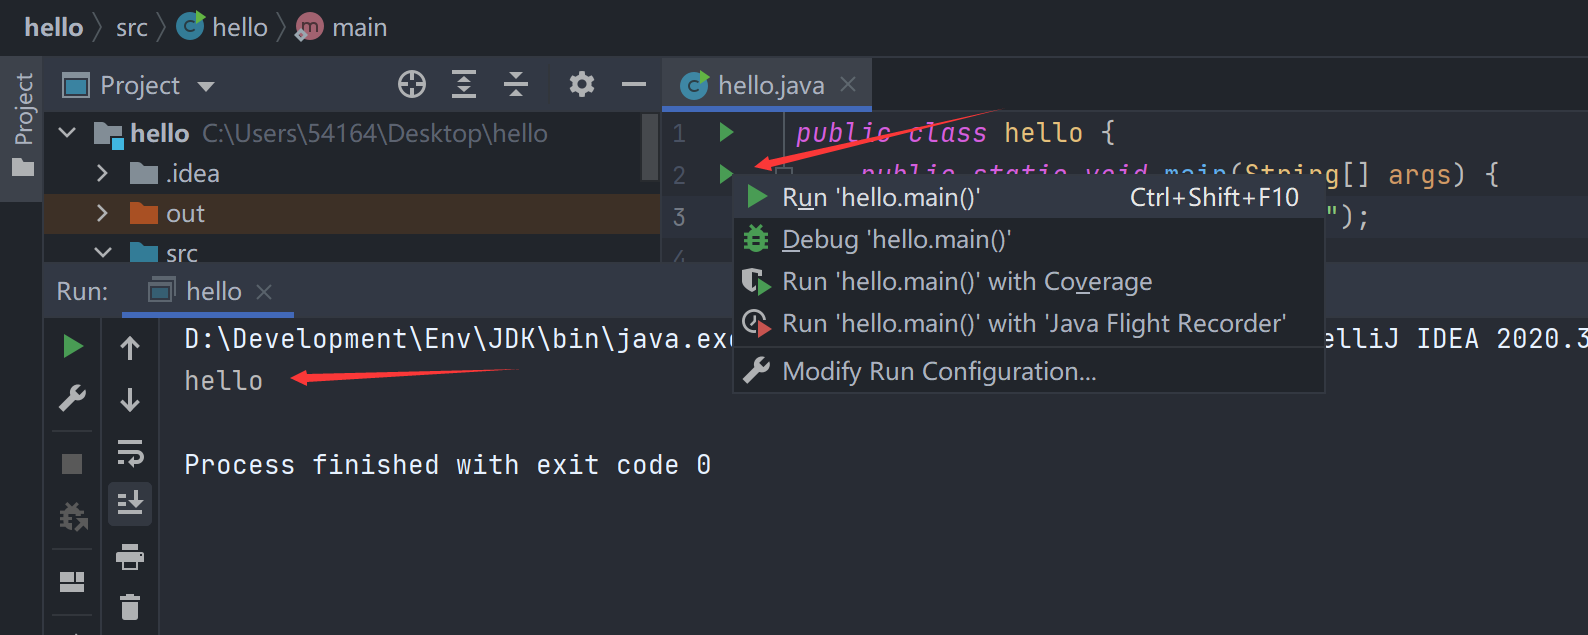 hello src hello main
Project
Project
hello C:\Users\54164\Desktop\hello
.idea
out
src
hello.java
1 public class hello {
2 public static void main(String[] args) {
3 ");
4
Run 'hello.main()' Ctrl+Shift+F10
Debug 'hello.main()'
Run 'hello.main()' with Coverage
Run 'hello.main()' with 'Java Flight Recorder'
Modify Run Configuration...
Run: hello
D:\Development\Env\JDK\bin\java.exe elliJ IDEA 2020.3
hello
Process finished with exit code 0